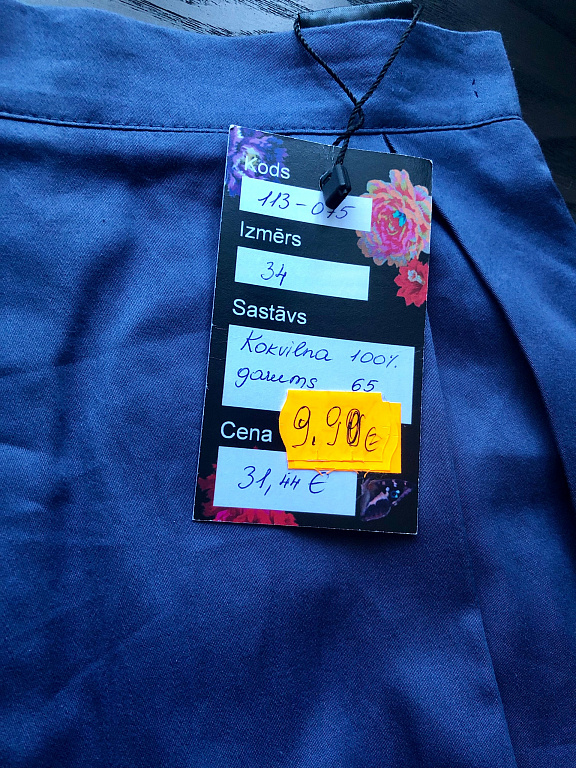 Kods
113-075
Izmērs
34
Sastāvs
Kokvilna 100%.
garums 65
9.90€
Cena
31,44 €